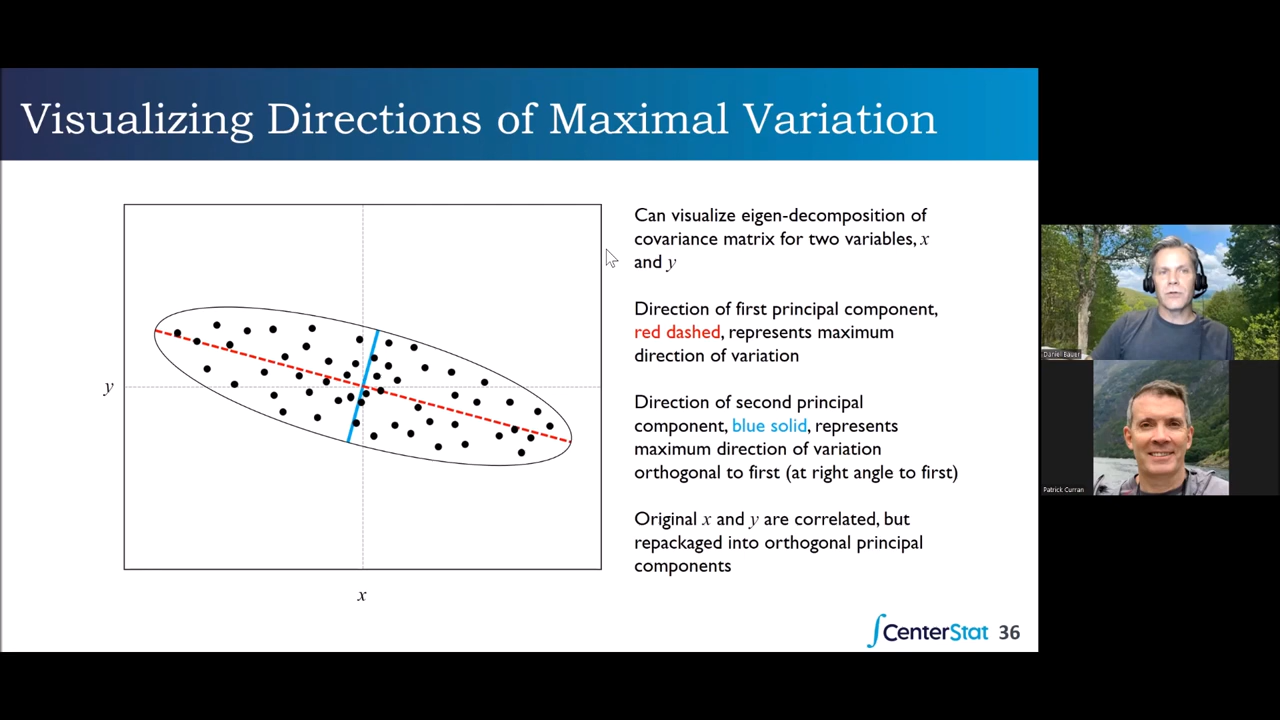 Visualizing Directions of Maximal Variation
Can visualize eigen-decomposition of
covariance matrix for two variables, x
and y
Direction of first principal component,
red dashed, represents maximum
direction of variation
Direction of second principal
component, blue solid, represents
maximum direction of variation
orthogonal to first (at right angle to first)
Original x and y are correlated, but
repackaged into orthogonal principal
components
y
x
CenterStat 36
Daniel Bauer
Patrick Curran